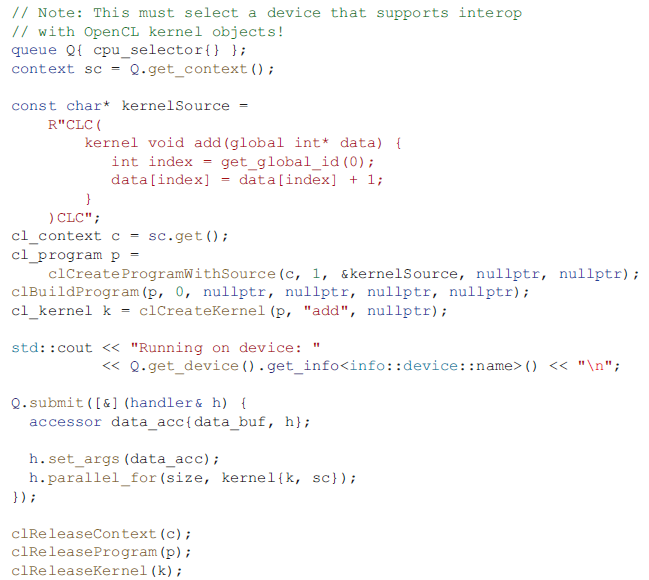 // Note: This must select a device that supports interop
// with OpenCL kernel objects!
queue Q{ cpu_selector{} };
context sc = Q.get_context();

const char* kernelSource =
    R"CLC(
        kernel void add(global int* data) {
           int index = get_global_id(0);
           data[index] = data[index] + 1;
        }
    )CLC";
cl_context c = sc.get();
cl_program p =
    clCreateProgramWithSource(c, 1, &kernelSource, nullptr, nullptr);
clBuildProgram(p, 0, nullptr, nullptr, nullptr, nullptr);
cl_kernel k = clCreateKernel(p, "add", nullptr);

std::cout << "Running on device: "
          << Q.get_device().get_info<info::device::name>() << "\n";

Q.submit([&](handler& h) {
  accessor data_acc{data_buf, h};

  h.set_args(data_acc);
  h.parallel_for(size, kernel{k, sc});
});

clReleaseContext(c);
clReleaseProgram(p);
clReleaseKernel(k);